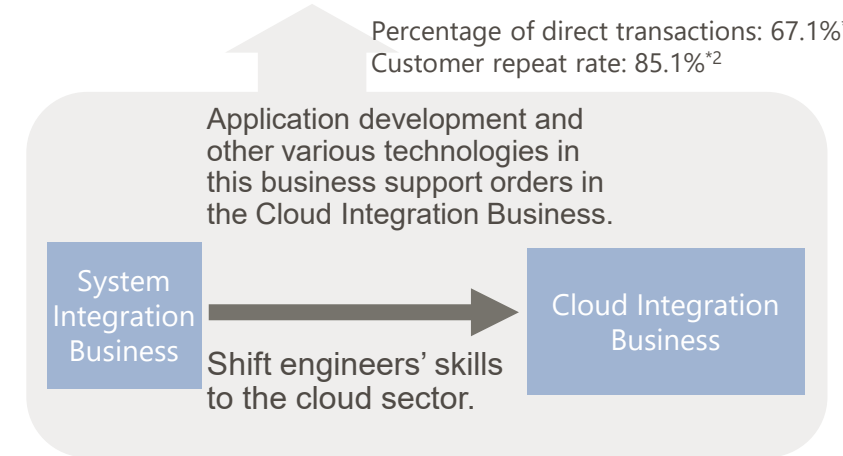 Percentage of direct transactions: 67.1%*
Customer repeat rate: 85.1%*2
Application development and
other various technologies in
this business support orders in
the Cloud Integration Business.
System
Integration
Business
Cloud Integration
Business
Shift engineers’ skills
to the cloud sector.